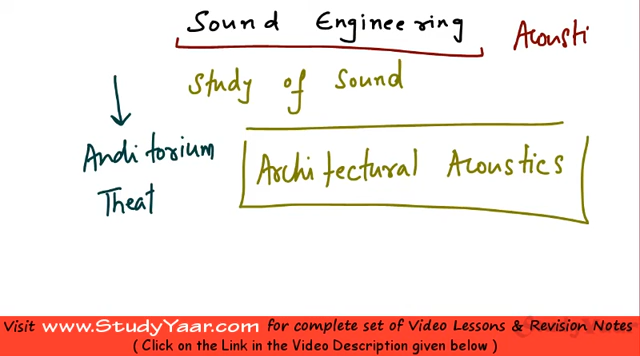 Sound Engineering
Acousti
Study of Sound
Auditorium
Theat
Architectural Acoustics
Visit www.StudyYaar.com for complete set of Video Lessons & Revision Notes
( Click on the Link in the Video Description given below )